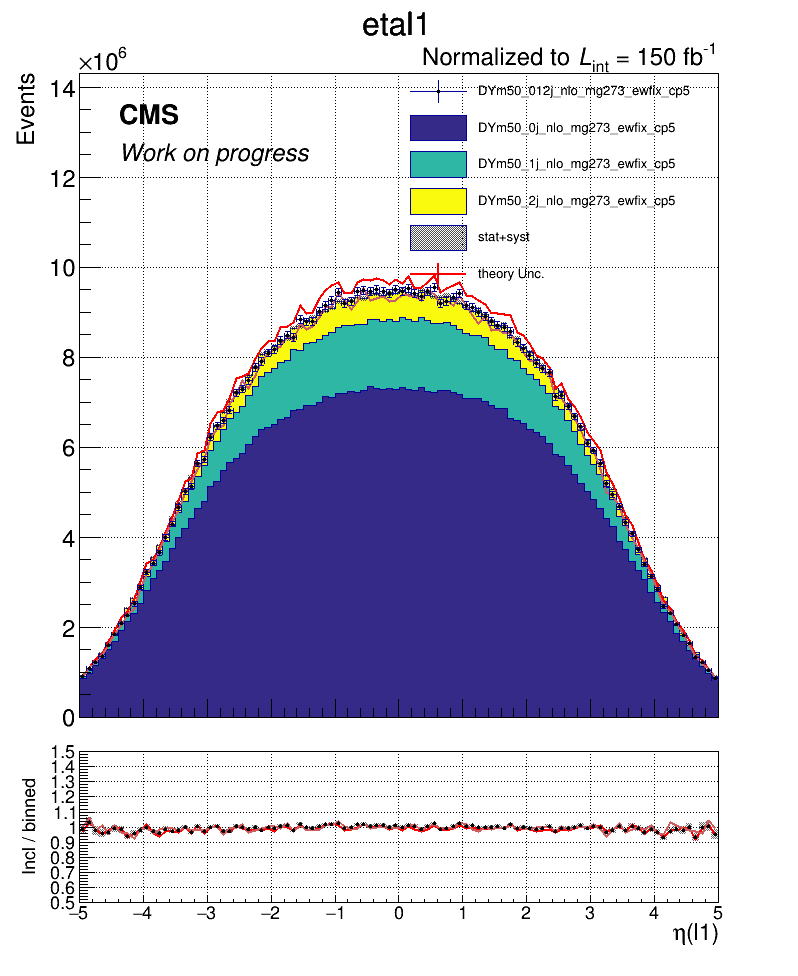 etal1
×10⁶
Normalized to L_int = 150 fb⁻¹
Events
14
12
10
8
6
4
2
0
CMS
Work on progress
DYm50_012j_nlo_mg273_ewfix_cp5
DYm50_0j_nlo_mg273_ewfix_cp5
DYm50_1j_nlo_mg273_ewfix_cp5
DYm50_2j_nlo_mg273_ewfix_cp5
stat+syst
theory Unc.
Incl / binned
1.5
1.4
1.3
1.2
1.1
1
0.9
0.8
0.7
0.6
0.5
−5 −4 −3 −2 −1 0 1 2 3 4 5
η(l1)